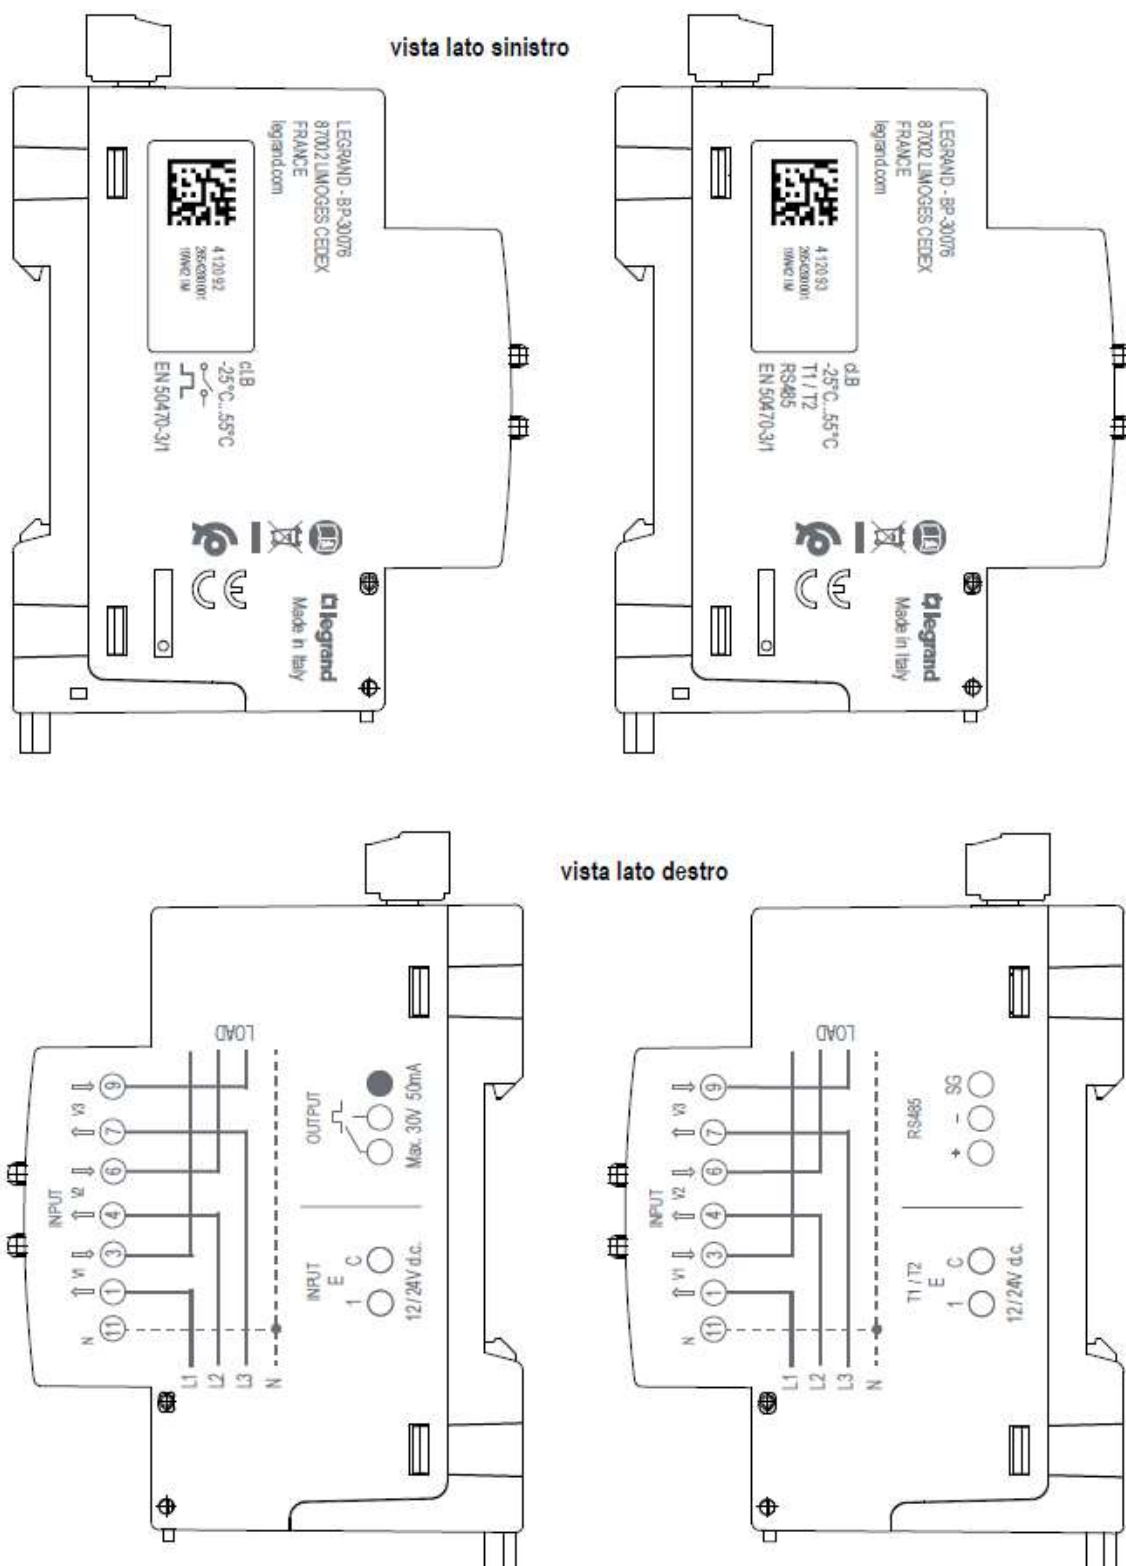 vista lato sinistro
LEGRAND - BP-30076
87002 LIMOGES CEDEX
FRANCE
legrand.com
4 120 92
cl.B
-25°C...55°C
EN 50470-3/1
CE
legrand
Made in Italy
LEGRAND - BP-30076
87002 LIMOGES CEDEX
FRANCE
legrand.com
4 120 93
cl.B
-25°C...55°C
T1 / T2
RS485
EN 50470-3/1
CE
legrand
Made in Italy
vista lato destro
INPUT
N V1 V2 V3
11 1 3 4 6 7 9
L1
L2
L3
N
LOAD
INPUT
E
1 C
12/24V d.c.
OUTPUT
Max. 30V 50mA
INPUT
N V1 V2 V3
11 1 3 4 6 7 9
L1
L2
L3
N
LOAD
T1 / T2
E
1 C
12/24V d.c.
RS485
+ - SG